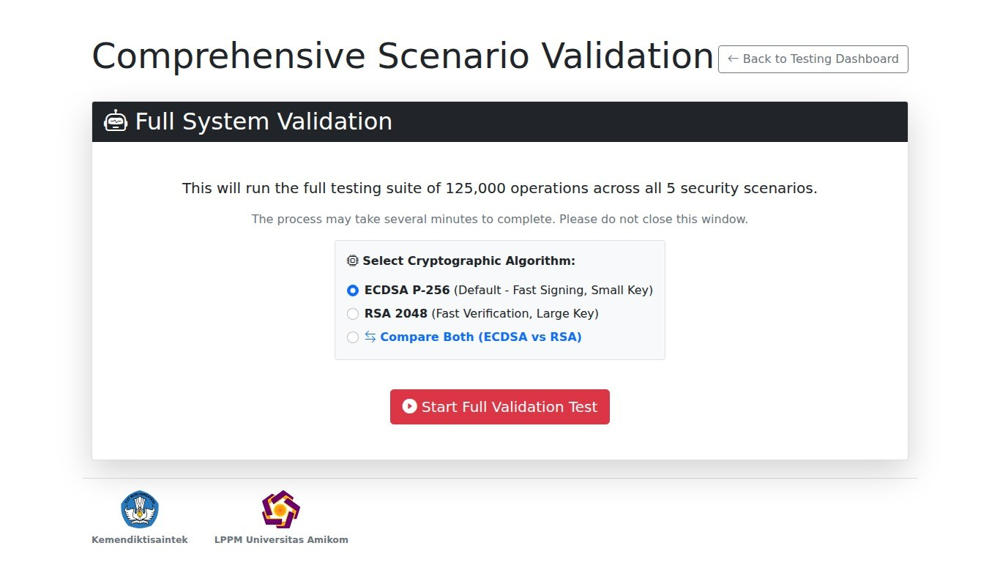 Comprehensive Scenario Validation
← Back to Testing Dashboard
Full System Validation
This will run the full testing suite of 125,000 operations across all 5 security scenarios.
The process may take several minutes to complete. Please do not close this window.
Select Cryptographic Algorithm:
ECDSA P-256 (Default - Fast Signing, Small Key)
RSA 2048 (Fast Verification, Large Key)
Compare Both (ECDSA vs RSA)
Start Full Validation Test
Kemendiktisaintek
LPPM Universitas Amikom